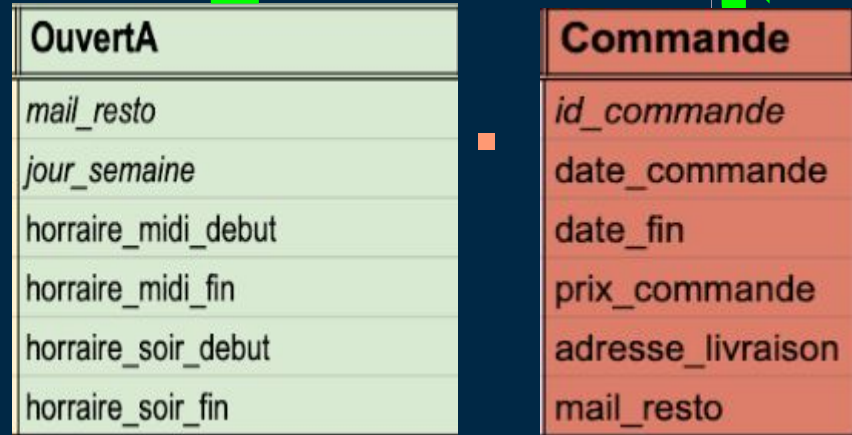 OuvertA
mail_resto
jour_semaine
horraire_midi_debut
horraire_midi_fin
horraire_soir_debut
horraire_soir_fin
Commande
id_commande
date_commande
date_fin
prix_commande
adresse_livraison
mail_resto